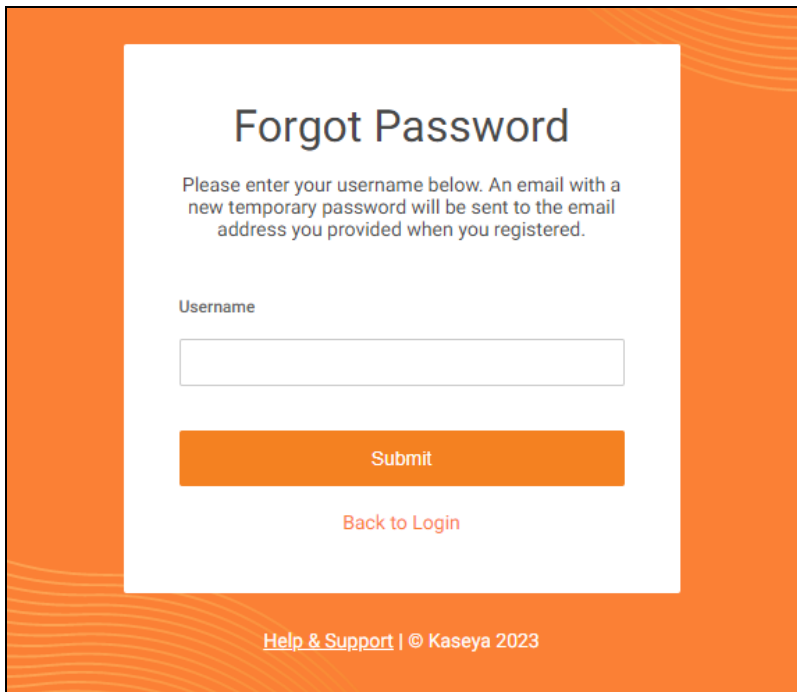 Forgot Password
Please enter your username below. An email with a
new temporary password will be sent to the email
address you provided when you registered.
Username
Submit
Back to Login
Help & Support | © Kaseya 2023